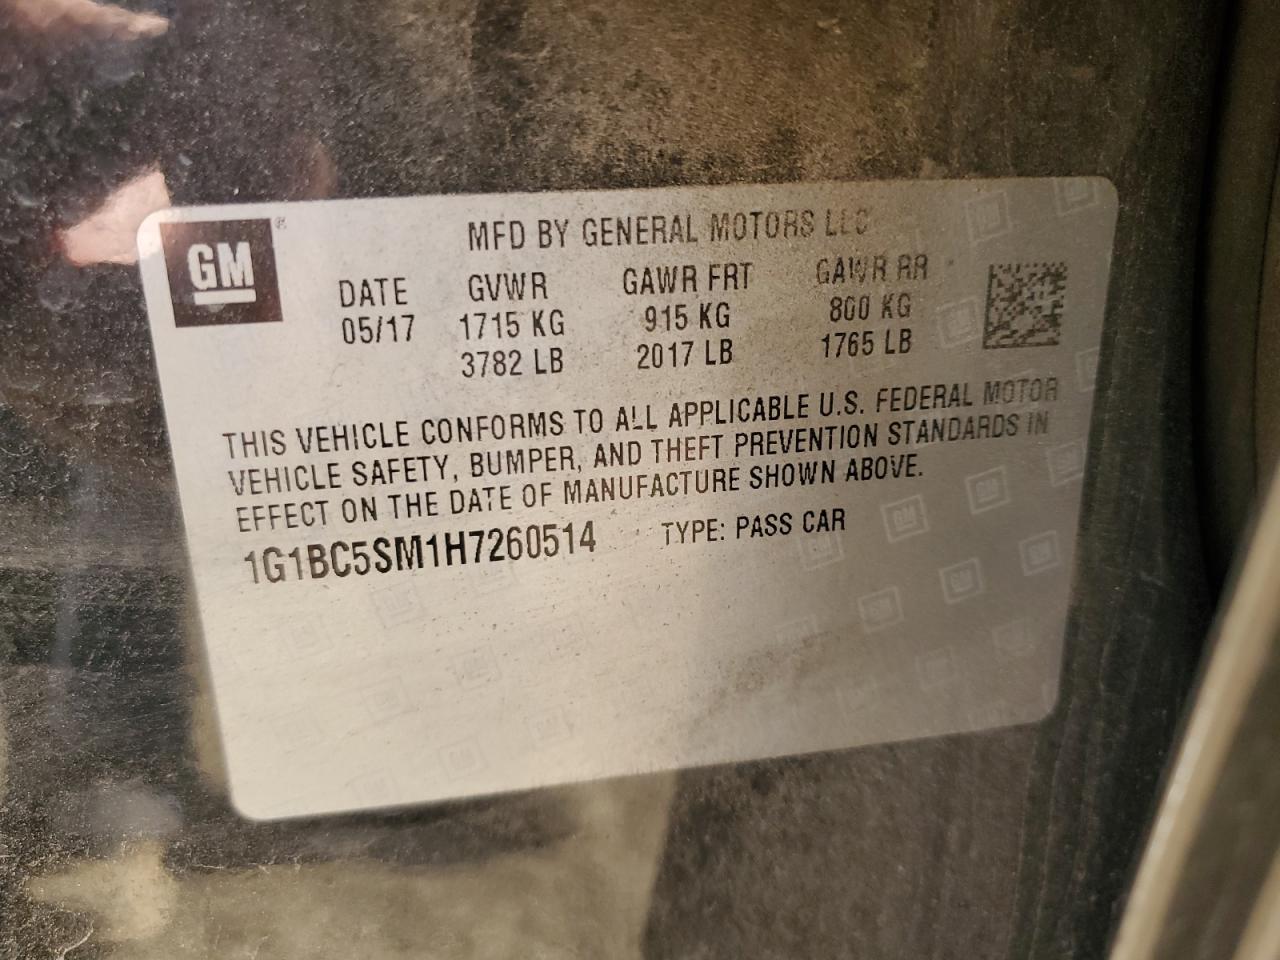 GM®
MFD BY GENERAL MOTORS LLC
DATE GVWR GAWR FRT GAWR RR
05/17 1715 KG 915 KG 800 KG
3782 LB 2017 LB 1765 LB
THIS VEHICLE CONFORMS TO ALL APPLICABLE U.S. FEDERAL MOTOR
VEHICLE SAFETY, BUMPER, AND THEFT PREVENTION STANDARDS IN
EFFECT ON THE DATE OF MANUFACTURE SHOWN ABOVE.
1G1BC5SM1H7260514 TYPE: PASS CAR